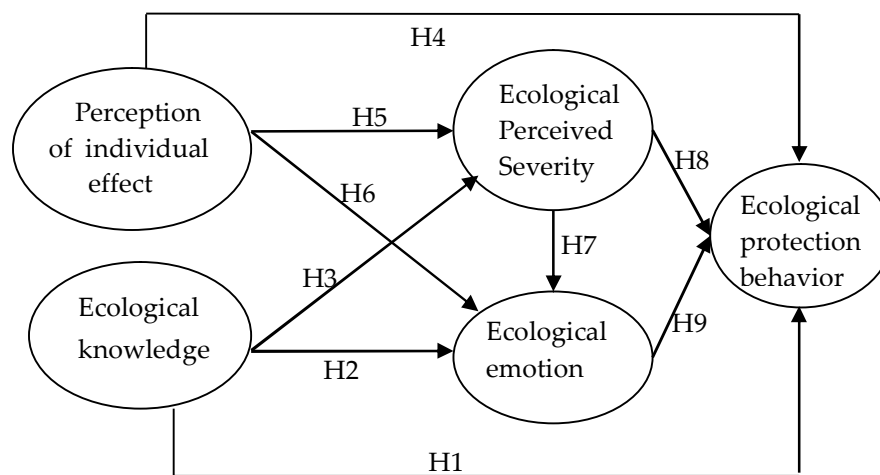 H4
Perception
of individual
effect
H5
Ecological
Perceived
Severity
H6
H8
Ecological
protection
behavior
H3
H7
Ecological
knowledge
H2
Ecological
emotion
H9
H1